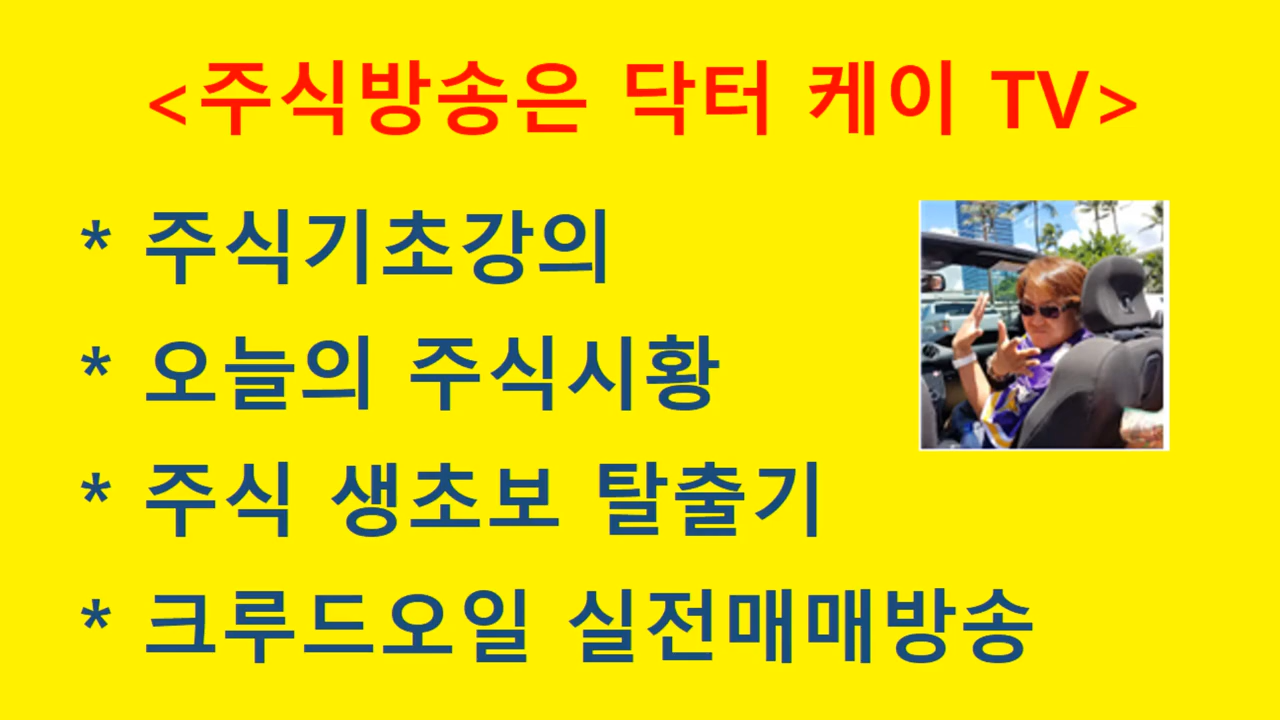 <주식방송은 닥터 케이 TV>
* 주식기초강의
* 오늘의 주식시황
* 주식 생초보 탈출기
* 크루드오일 실전매매방송